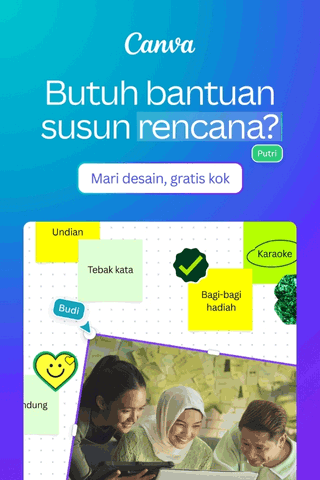 Canva
Butuh bantuan
susun rencana?
Putri
Mari desain, gratis kok
Undian
Tebak kata
Karaoke
Bagi-bagi
hadiah
Budi
ndung